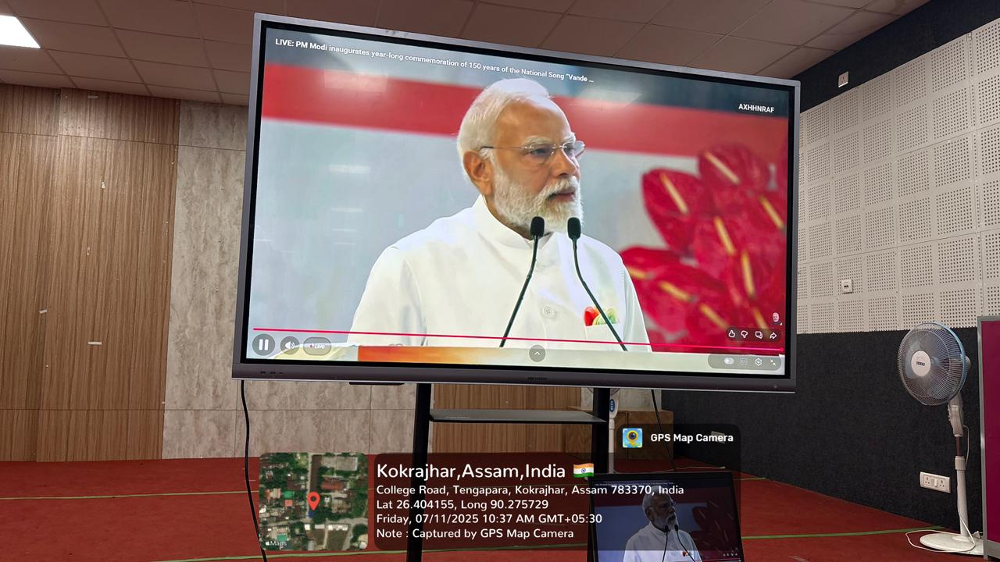 LIVE: PM Modi inaugurates year-long commemoration of 150 years of the National Song "Vande ...
AXHHNRAF
LIVE
HIKVISION
GPS Map Camera
Kokrajhar,Assam,India
College Road, Tengapara, Kokrajhar, Assam 783370, India
Lat 26.404155, Long 90.275729
Friday, 07/11/2025 10:37 AM GMT+05:30
Note : Captured by GPS Map Camera
Maps